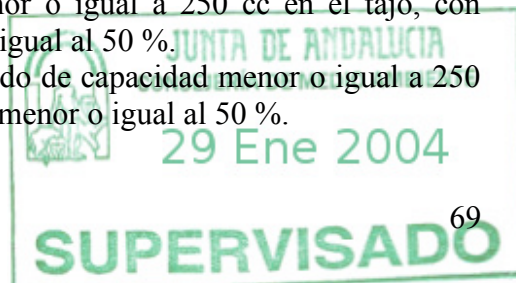 nor o igual a 250 cc en el tajo, con
igual al 50 %.
JUNTA DE ANDALUCIA
do de capacidad menor o igual a 250
menor o igual al 50 %.
29 Ene 2004
69
SUPERVISADO